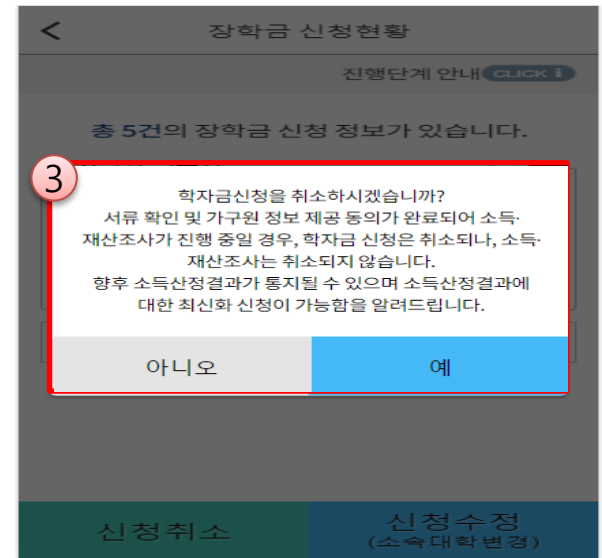 장학금 신청현황
진행단계 안내 CLICK i
총 5건의 장학금 신청 정보가 있습니다.
3
학자금신청을 취소하시겠습니까?
서류 확인 및 가구원 정보 제공 동의가 완료되어 소득·
재산조사가 진행 중일 경우, 학자금 신청은 취소되나, 소득·
재산조사는 취소되지 않습니다.
향후 소득산정결과가 통지될 수 있으며 소득산정결과에
대한 최신화 신청이 가능함을 알려드립니다.
아니오
예
신청취소
신청수정
(소속대학변경)